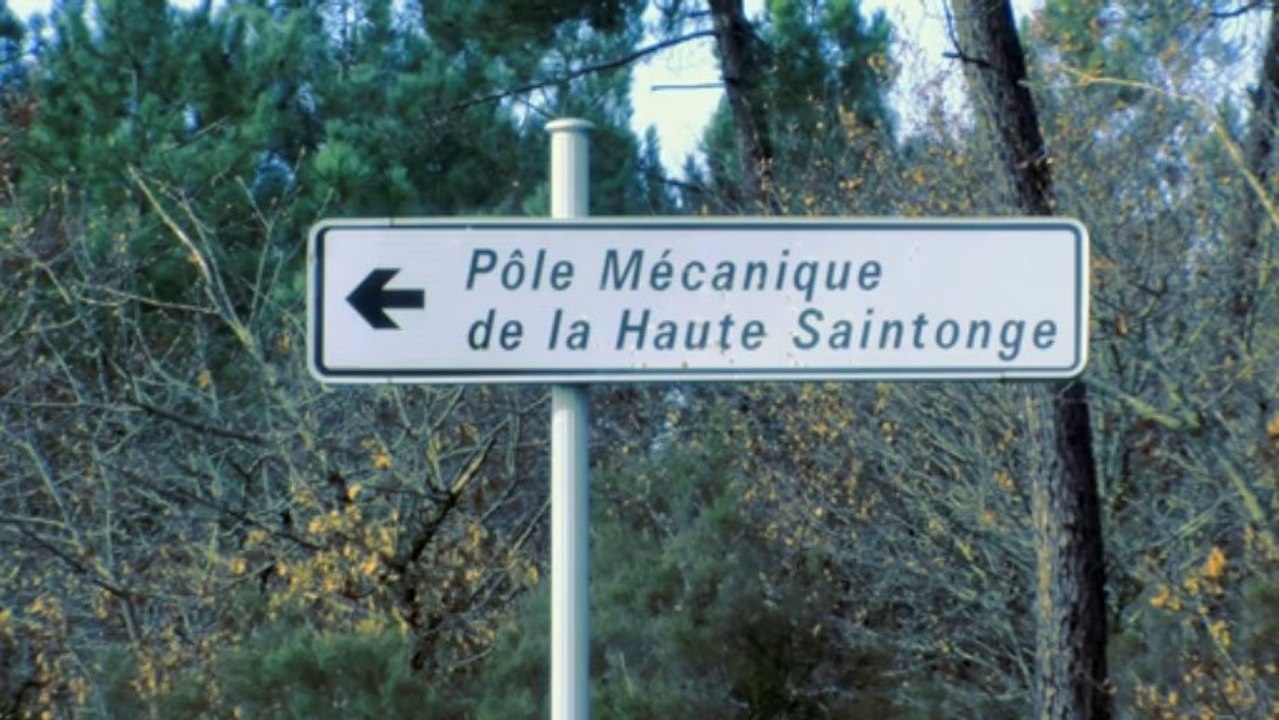 Pôle Mécanique
de la Haute Saintonge